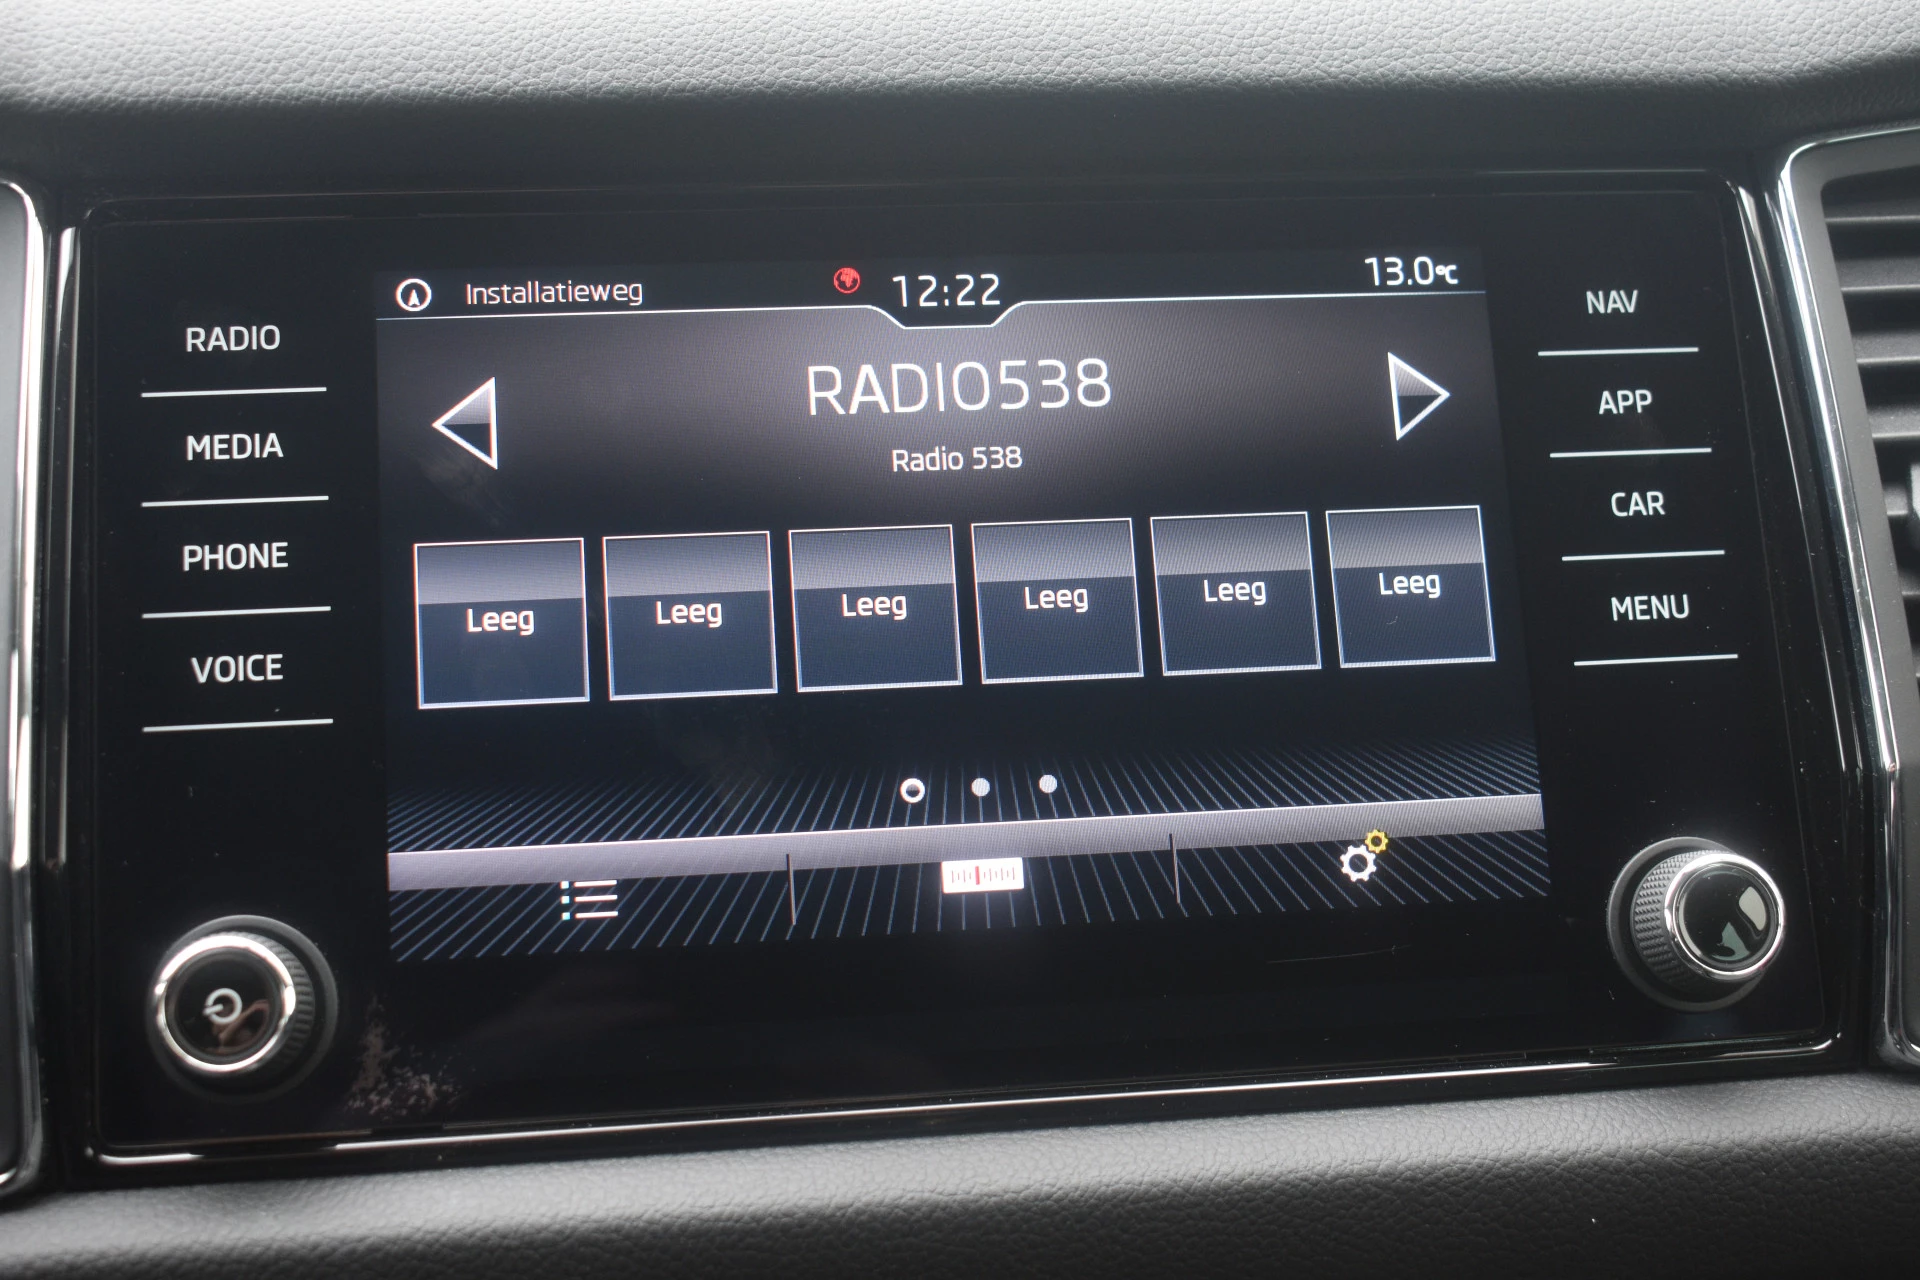 Installatieweg 12:22 13.0°C
RADIO
MEDIA
PHONE
VOICE
RADIO538
Radio 538
Leeg Leeg Leeg Leeg Leeg Leeg
NAV
APP
CAR
MENU